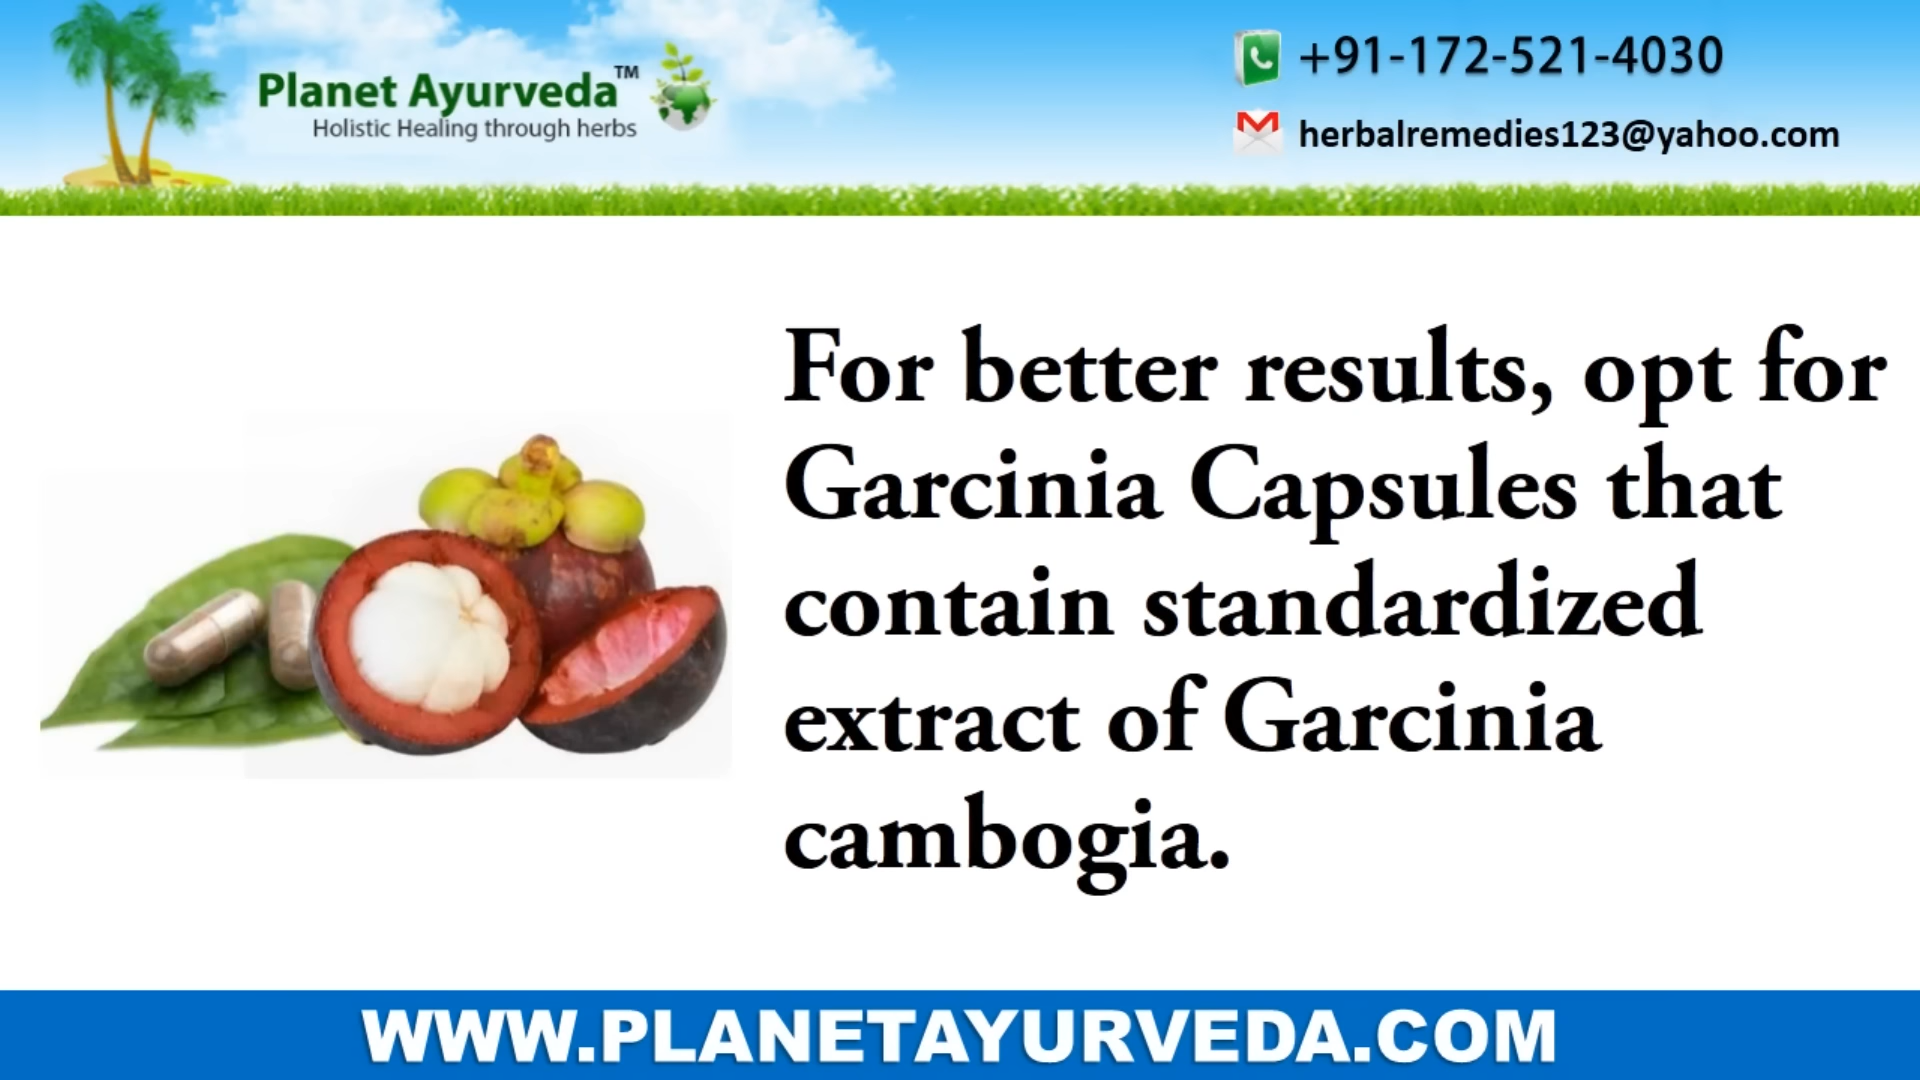 Planet Ayurveda™
Holistic Healing through herbs
+91-172-521-4030
herbalremedies123@yahoo.com
For better results, opt for
Garcinia Capsules that
contain standardized
extract of Garcinia
cambogia.
WWW.PLANETAYURVEDA.COM